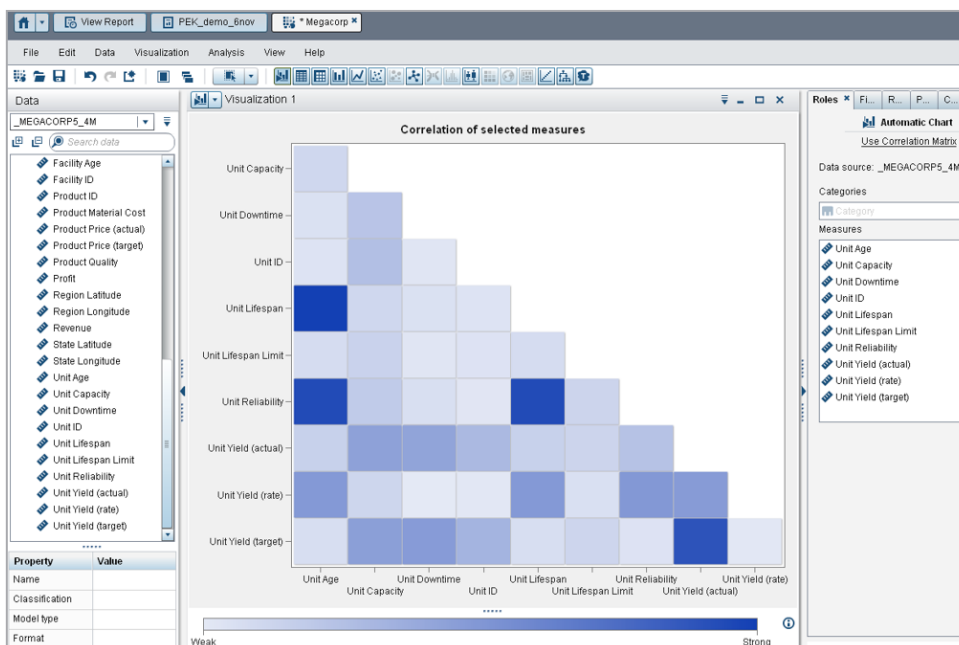 View Report
PEK_demo_6nov
* Megacorp
File Edit Data Visualization Analysis View Help
Data
_MEGACORP5_4M
Search data
Facility Age
Facility ID
Product ID
Product Material Cost
Product Price (actual)
Product Price (target)
Product Quality
Profit
Region Latitude
Region Longitude
Revenue
State Latitude
State Longitude
Unit Age
Unit Capacity
Unit Downtime
Unit ID
Unit Lifespan
Unit Lifespan Limit
Unit Reliability
Unit Yield (actual)
Unit Yield (rate)
Unit Yield (target)
Property Value
Name
Classification
Model type
Format
Visualization 1
Correlation of selected measures
Unit Capacity
Unit Downtime
Unit ID
Unit Lifespan
Unit Lifespan Limit
Unit Reliability
Unit Yield (actual)
Unit Yield (rate)
Unit Yield (target)
Unit Age Unit Downtime Unit Lifespan Unit Reliability Unit Yield (rate)
Unit Capacity Unit ID Unit Lifespan Limit Unit Yield (actual)
Weak Strong
Roles Fi... R... P... C...
Automatic Chart
Use Correlation Matrix
Data source: _MEGACORP5_4M
Categories
Category
Measures
Unit Age
Unit Capacity
Unit Downtime
Unit ID
Unit Lifespan
Unit Lifespan Limit
Unit Reliability
Unit Yield (actual)
Unit Yield (rate)
Unit Yield (target)